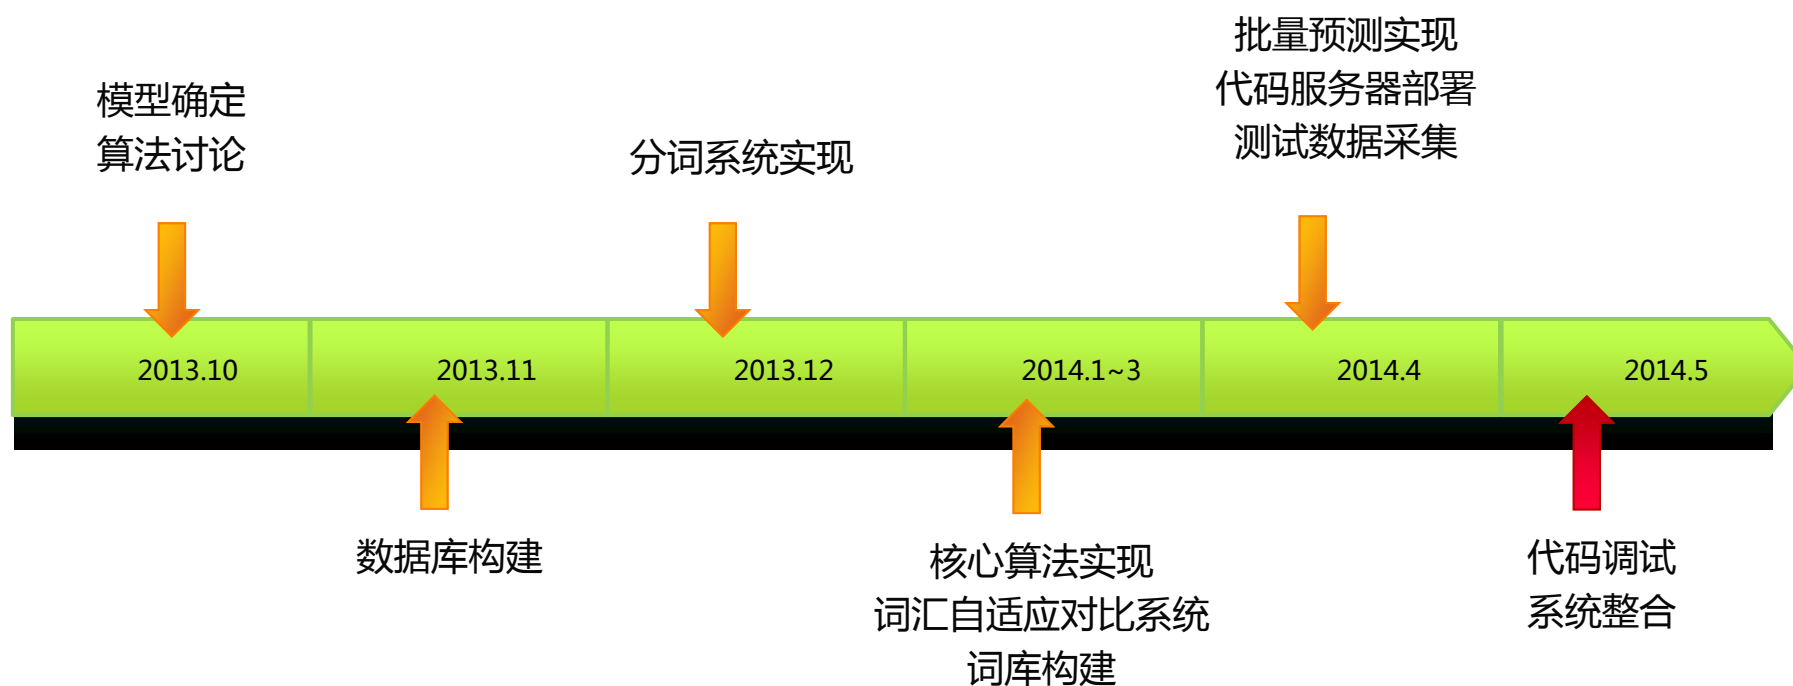 批量预测实现
代码服务器部署
测试数据采集
模型确定
算法讨论
分词系统实现
2013.10
2013.11
2013.12
2014.1~3
2014.4
2014.5
数据库构建
核心算法实现
词汇自适应对比系统
词库构建
代码调试
系统整合